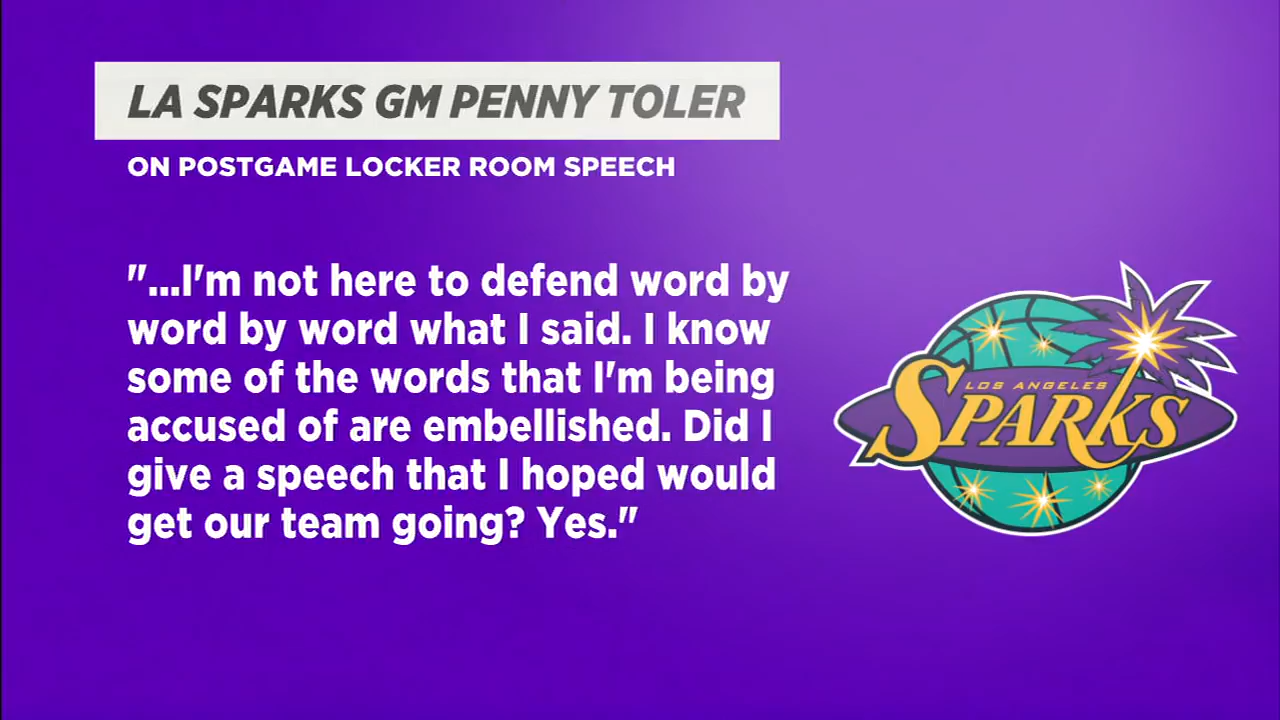 LA SPARKS GM PENNY TOLER
ON POSTGAME LOCKER ROOM SPEECH
"...I'm not here to defend word by
word by word what I said. I know
some of the words that I'm being
accused of are embellished. Did I
give a speech that I hoped would
get our team going? Yes."
LOS ANGELES
SPARKS